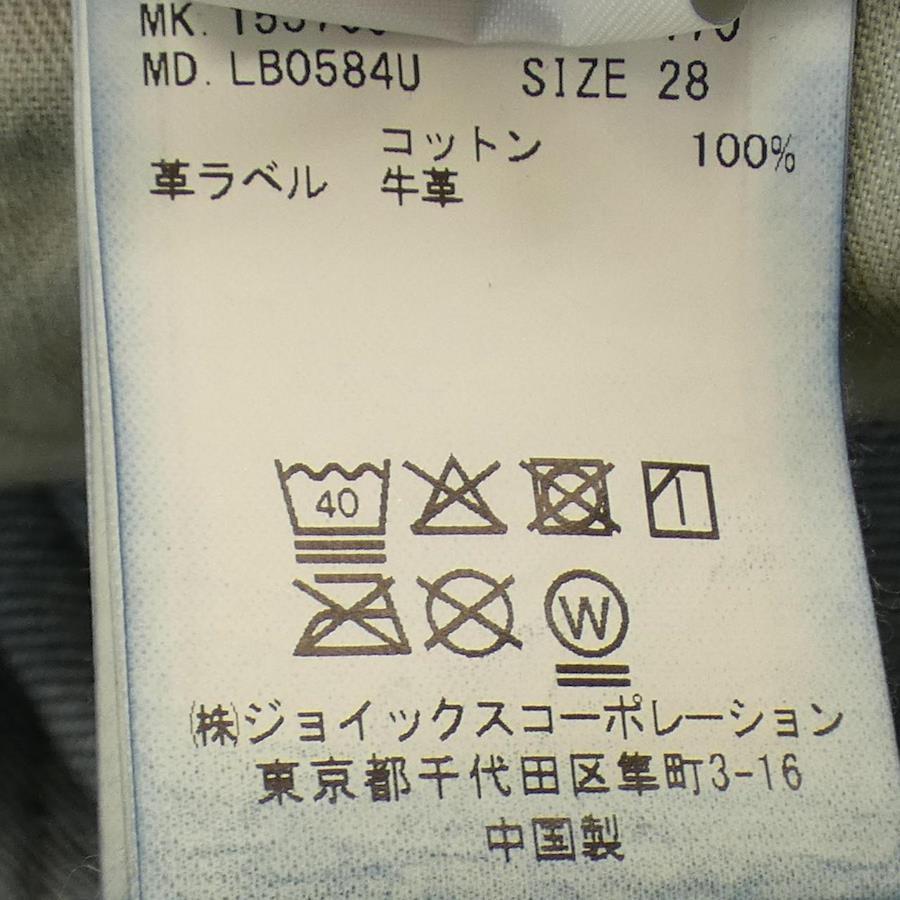 MK.
MD. LB0584U SIZE 28
コットン 100%
革ラベル 牛革
40
W
㈱ジョイックスコーポレーション
東京都千代田区隼町3-16
中国製